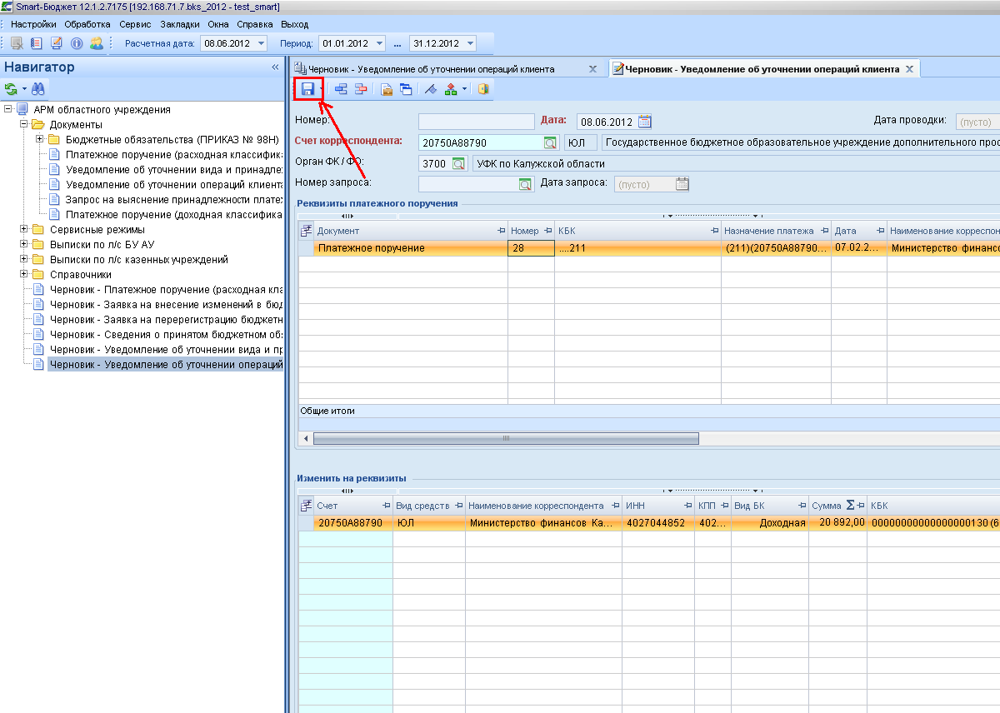 Smart-Бюджет 12.1.2.7175 [192.168.71.7.bks_2012 - test_smart]
Настройки Обработка Сервис Закладки Окна Справка Выход
Расчетная дата: 08.06.2012 Период: 01.01.2012 ... 31.12.2012
Навигатор «
АРМ областного учреждения
Документы
Бюджетные обязательства (ПРИКАЗ № 98Н)
Платежное поручение (расходная классифик
Уведомление об уточнении вида и принадле
Уведомление об уточнении операций клиента
Запрос на выяснение принадлежности плате
Платежное поручение (доходная классифика
Сервисные режимы
Выписки по л/с БУ АУ
Выписки по л/с казенных учреждений
Справочники
Черновик - Платежное поручение (расходная кла
Черновик - Заявка на внесение изменений в бюд
Черновик - Заявка на перерегистрацию бюджетн
Черновик - Сведения о принятом бюджетном об
Черновик - Уведомление об уточнении вида и пр
Черновик - Уведомление об уточнении операций
Черновик - Уведомление об уточнении операций клиента
Черновик - Уведомление об уточнении операций клиента
Номер: Дата: 08.06.2012 Дата проводки: (пусто)
Счет корреспондента: 20750А88790 ЮЛ Государственное бюджетное образовательное учреждение дополнительного прос
Орган ФК / ФО: 3700 УФК по Калужской области
Номер запроса: Дата запроса: (пусто)
Реквизиты платежного поручения
Документ Номер КБК Назначение платежа Дата Наименование корреспон
Платежное поручение 28 ....211 (211)(20750А88790... 07.02.2... Министерство финансо
Общие итоги
Изменить на реквизиты
Счет Вид средств Наименование корреспондента ИНН КПП Вид БК Сумма Σ КБК
20750А88790 ЮЛ Министерство финансов Ка... 4027044852 402... Доходная 20 892,00 00000000000000000130 (6